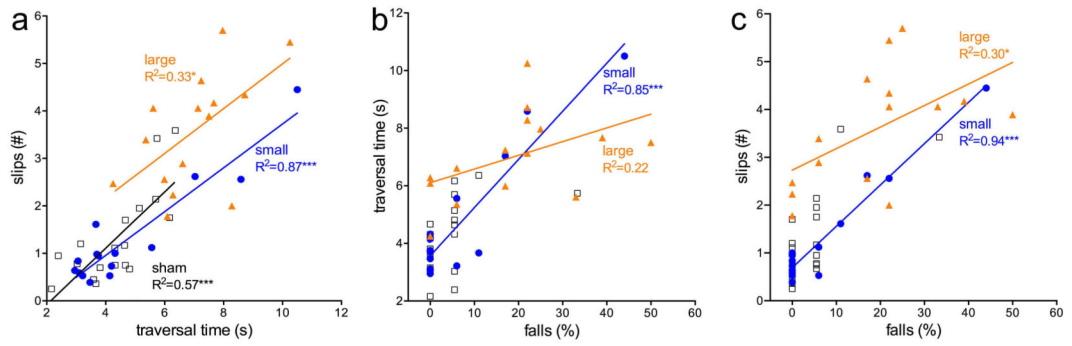 a
slips (#)
6
5
4
3
2
1
0
2
4
6
8
10
12
traversal time (s)
large
R²=0.33*
small
R²=0.87***
sham
R²=0.57***
b
traversal time (s)
12
10
8
6
4
2
0
10
20
30
40
50
60
falls (%)
small
R²=0.85***
large
R²=0.22
c
slips (#)
6
5
4
3
2
1
0
0
10
20
30
40
50
60
falls (%)
large
R²=0.30*
small
R²=0.94***